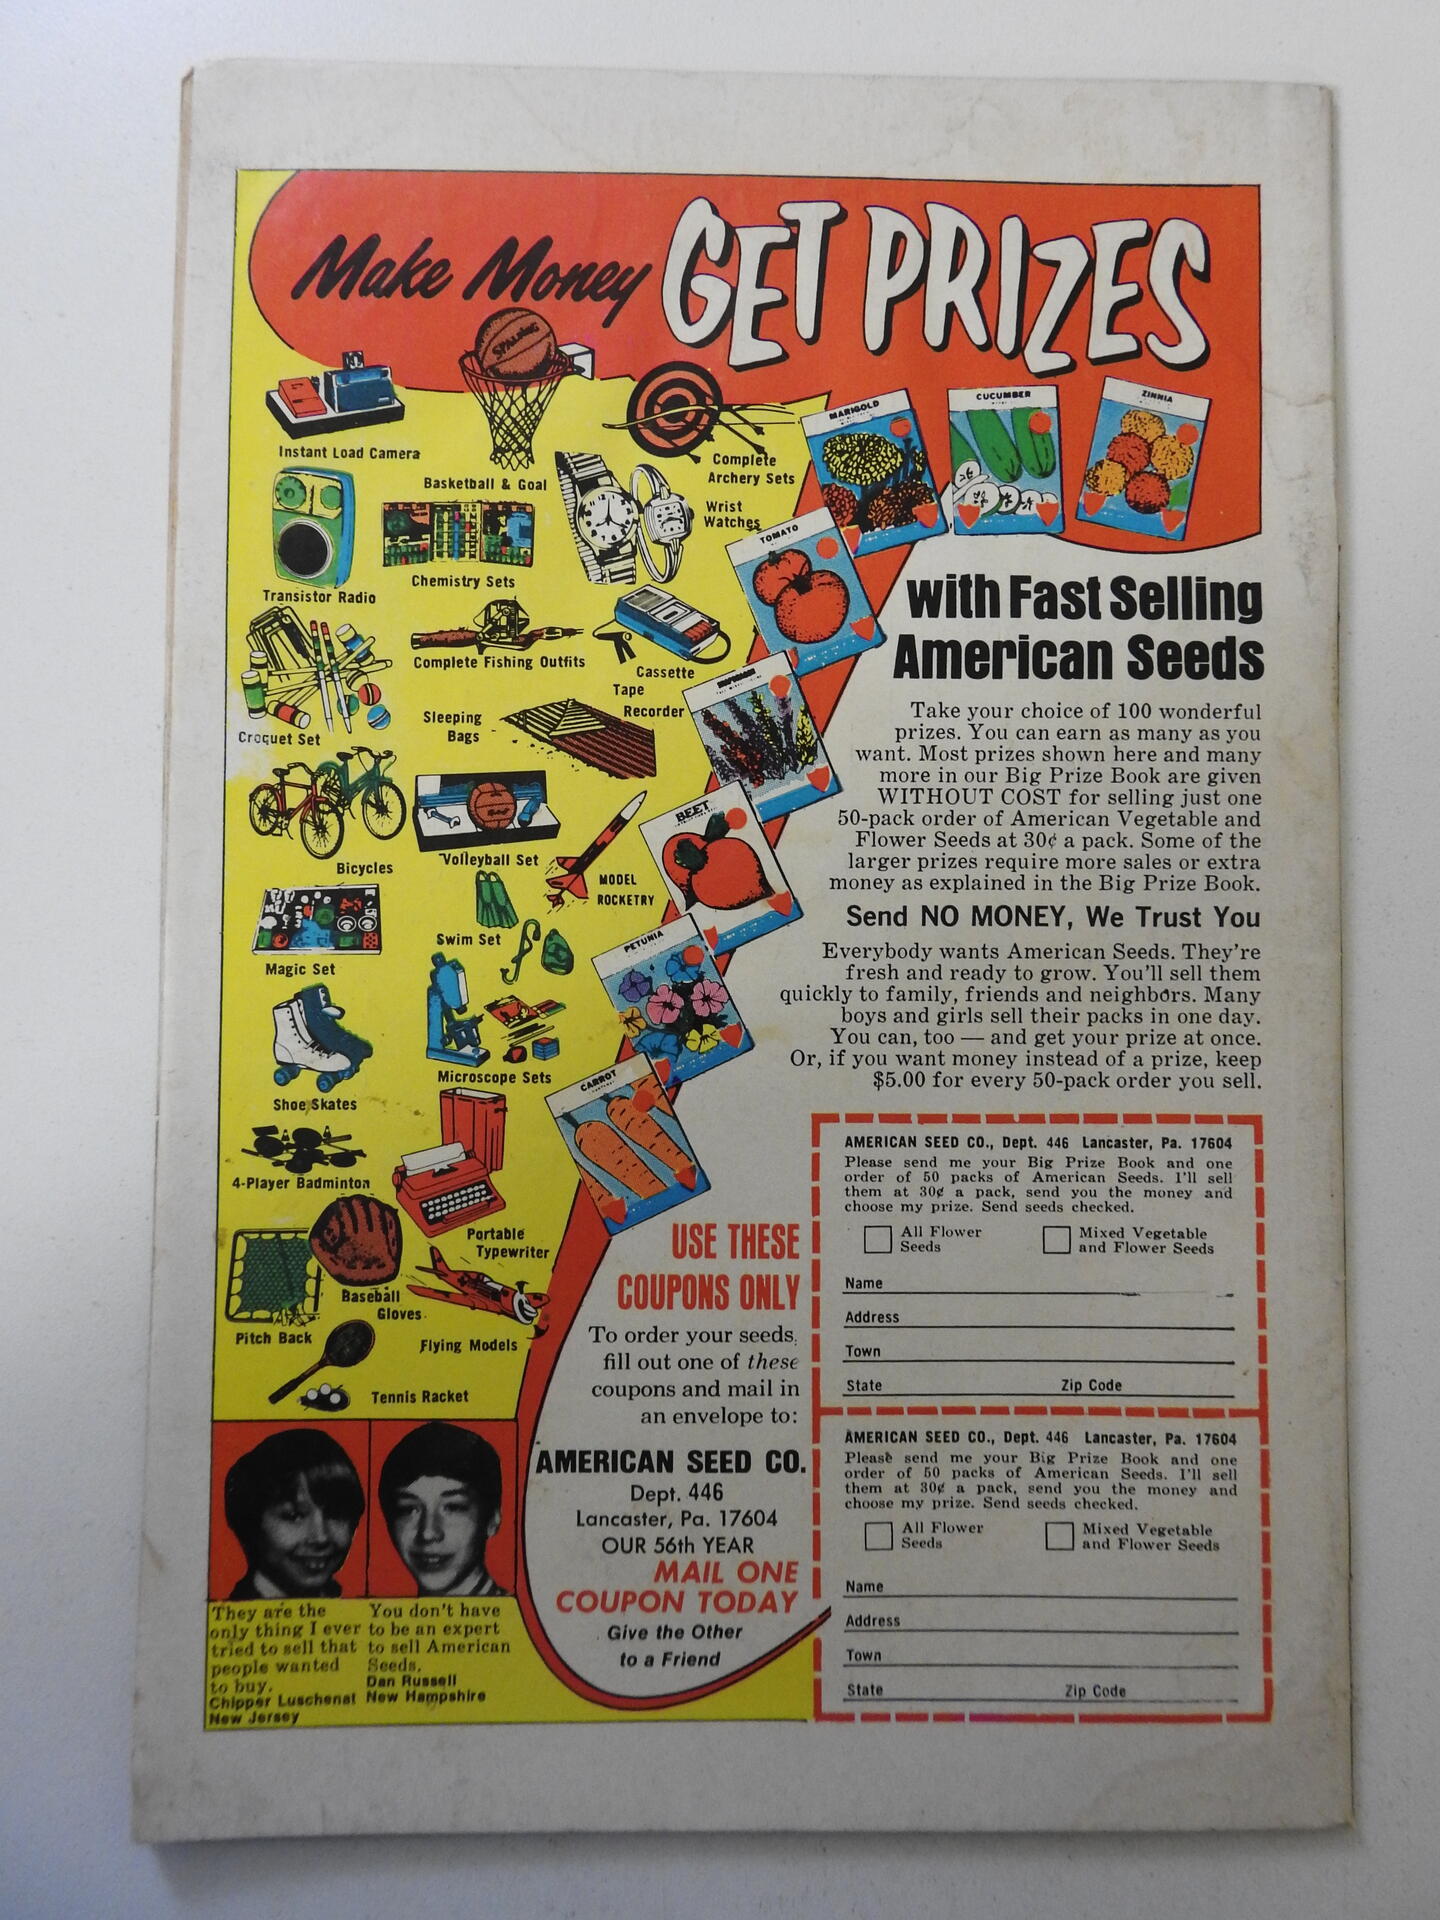 Make Money GET PRIZES
SPALDING
Instant Load Camera
Basketball & Goal
Complete
Archery Sets
Wrist
Watches
Transistor Radio
Chemistry Sets
Complete Fishing Outfits
Cassette
Tape
Recorder
Croquet Set
Sleeping
Bags
Bicycles
Volleyball Set
MODEL
ROCKETRY
Magic Set
Swim Set
Shoe Skates
Microscope Sets
4-Player Badminton
Portable
Typewriter
Baseball
Gloves
Pitch Back
Flying Models
Tennis Racket
MARIGOLD
CUCUMBER
ZINNIA
TOMATO
BEET
PETUNIA
CARROT
with Fast Selling
American Seeds
Take your choice of 100 wonderful
prizes. You can earn as many as you
want. Most prizes shown here and many
more in our Big Prize Book are given
WITHOUT COST for selling just one
50-pack order of American Vegetable and
Flower Seeds at 30¢ a pack. Some of the
larger prizes require more sales or extra
money as explained in the Big Prize Book.
Send NO MONEY, We Trust You
Everybody wants American Seeds. They're
fresh and ready to grow. You'll sell them
quickly to family, friends and neighbors. Many
boys and girls sell their packs in one day.
You can, too — and get your prize at once.
Or, if you want money instead of a prize, keep
$5.00 for every 50-pack order you sell.
USE THESE
COUPONS ONLY
To order your seeds,
fill out one of these
coupons and mail in
an envelope to:
AMERICAN SEED CO.
Dept. 446
Lancaster, Pa. 17604
OUR 56th YEAR
MAIL ONE
COUPON TODAY
Give the Other
to a Friend
AMERICAN SEED CO., Dept. 446 Lancaster, Pa. 17604
Please send me your Big Prize Book and one
order of 50 packs of American Seeds. I'll sell
them at 30¢ a pack, send you the money and
choose my prize. Send seeds checked.
All Flower
Seeds
Mixed Vegetable
and Flower Seeds
Name
Address
Town
State Zip Code
AMERICAN SEED CO., Dept. 446 Lancaster, Pa. 17604
Please send me your Big Prize Book and one
order of 50 packs of American Seeds. I'll sell
them at 30¢ a pack, send you the money and
choose my prize. Send seeds checked.
All Flower
Seeds
Mixed Vegetable
and Flower Seeds
Name
Address
Town
State Zip Code
They are the
only thing I ever
tried to sell that
people wanted
to buy.
Chipper Luschenat
New Jersey
You don't have
to be an expert
to sell American
Seeds.
Dan Russell
New Hampshire